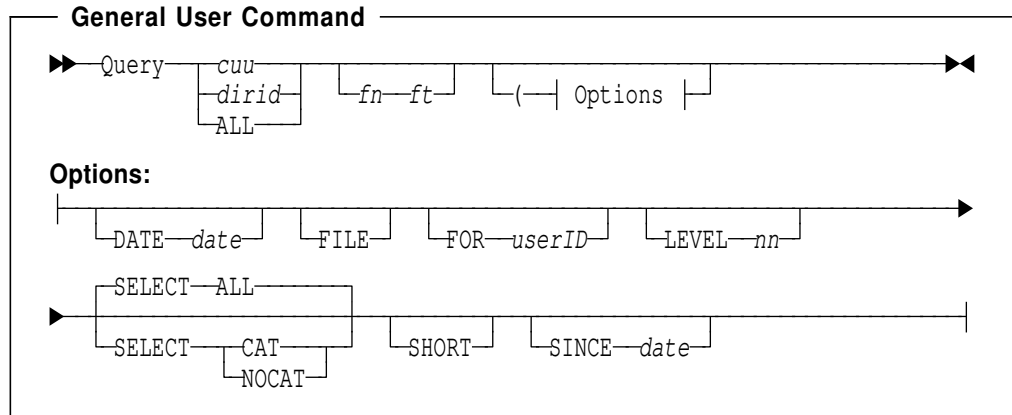 General User Command
Query cuu fn ft ( Options
dirid
ALL
Options:
DATE date FILE FOR userID LEVEL nn
SELECT ALL
SELECT CAT SHORT SINCE date
NOCAT